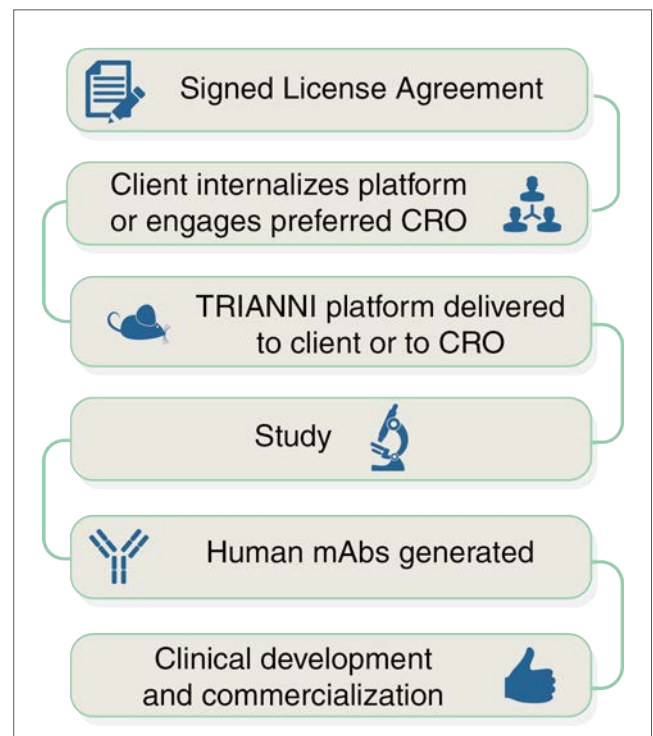 Signed License Agreement
Client internalizes platform
or engages preferred CRO
TRIANNI platform delivered
to client or to CRO
Study
Human mAbs generated
Clinical development
and commercialization